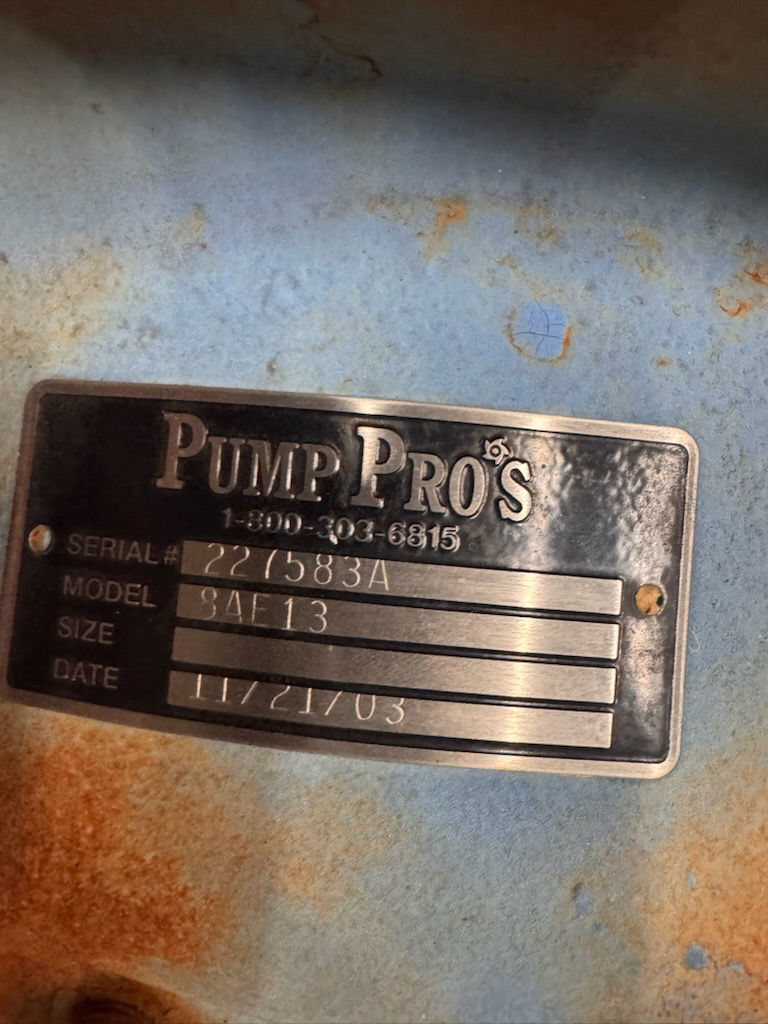 PUMP PRO'S
1-800-303-6815
SERIAL# 227583A
MODEL 8AE13
SIZE
DATE 11/21/03